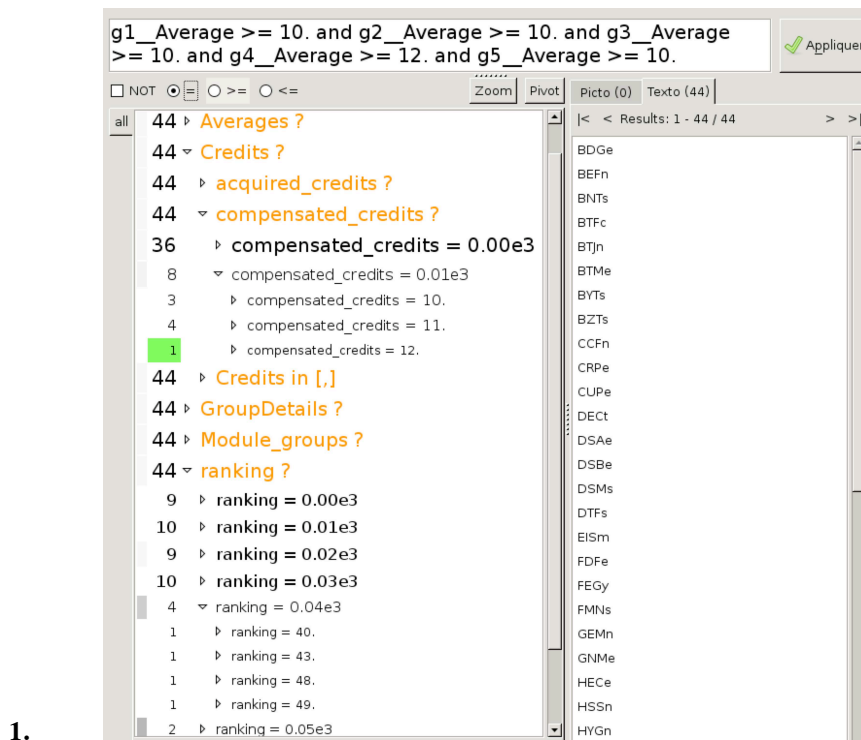 g1__Average >= 10. and g2__Average >= 10. and g3__Average
>= 10. and g4__Average >= 12. and g5__Average >= 10.
Appliquer
NOT = >= <=
Zoom Pivot
Picto (0) Texto (44)
all
|< < Results: 1 - 44 / 44 > >|
44 Averages ?
44 Credits ?
44 acquired_credits ?
44 compensated_credits ?
36 compensated_credits = 0.00e3
8 compensated_credits = 0.01e3
3 compensated_credits = 10.
4 compensated_credits = 11.
1 compensated_credits = 12.
44 Credits in [,]
44 GroupDetails ?
44 Module_groups ?
44 ranking ?
9 ranking = 0.00e3
10 ranking = 0.01e3
9 ranking = 0.02e3
10 ranking = 0.03e3
4 ranking = 0.04e3
1 ranking = 40.
1 ranking = 43.
1 ranking = 48.
1 ranking = 49.
2 ranking = 0.05e3
BDGe
BEFn
BNTs
BTFc
BTJn
BTMe
BYTs
BZTs
CCFn
CRPe
CUPe
DECt
DSAe
DSBe
DSMs
DTFs
EISm
FDFe
FEGy
FMNs
GEMn
GNMe
HECe
HSSn
HYGn
1.